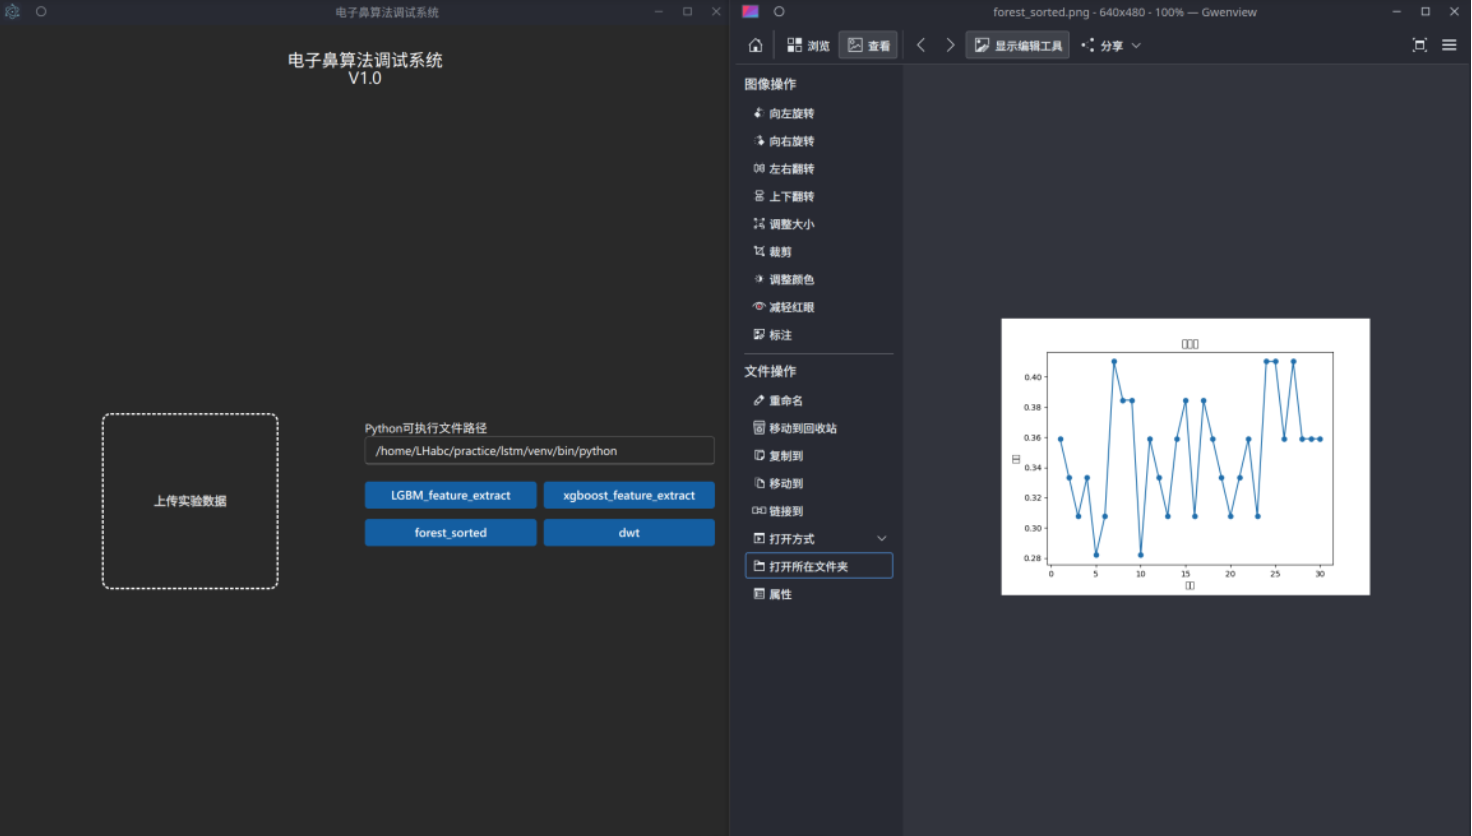 电子鼻算法调试系统
电子鼻算法调试系统
V1.0
上传实验数据
Python可执行文件路径
/home/LHabc/practice/lstm/venv/bin/python
LGBM_feature_extract
xgboost_feature_extract
forest_sorted
dwt
forest_sorted.png - 640x480 - 100% — Gwenview
浏览
查看
显示编辑工具
分享
图像操作
向左旋转
向右旋转
左右翻转
上下翻转
调整大小
裁剪
调整颜色
减轻红眼
标注
文件操作
重命名
移动到回收站
复制到
移动到
链接到
打开方式
打开所在文件夹
属性
0.40
0.38
0.36
0.34
0.32
0.30
0.28
0 5 10 15 20 25 30